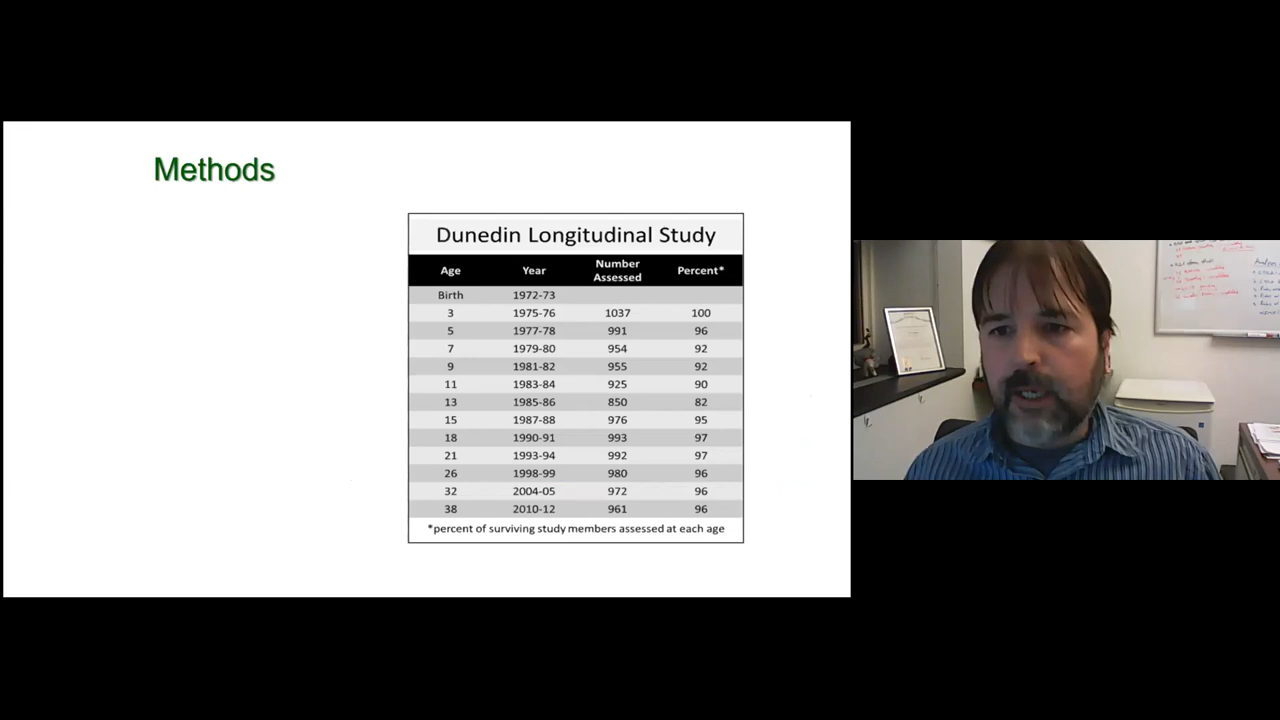 Methods
Dunedin Longitudinal Study
Age Year Number Assessed Percent*
Birth 1972-73
3 1975-76 1037 100
5 1977-78 991 96
7 1979-80 954 92
9 1981-82 955 92
11 1983-84 925 90
13 1985-86 850 82
15 1987-88 976 95
18 1990-91 993 97
21 1993-94 992 97
26 1998-99 980 96
32 2004-05 972 96
38 2010-12 961 96
*percent of surviving study members assessed at each age